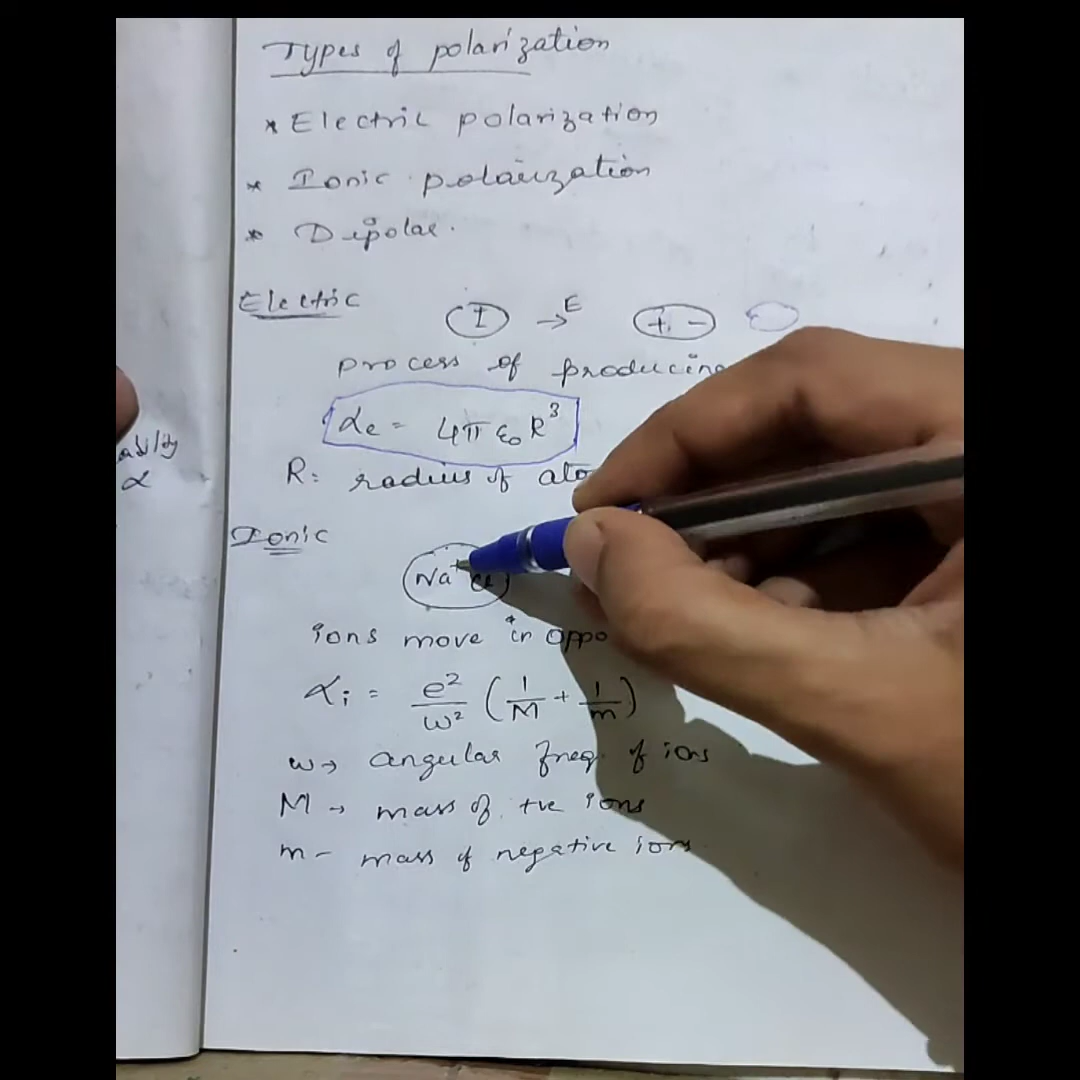 Types of polarization
* Electric polarization
* Ionic polarization
* Dipolar.
Electric
I → E + -
process of producing
αe = 4π ε₀ R³
R = radius of
ability
α
Ionic
Na⁺ Cl
ions move in
αi = e²/ω² (1/M + 1/m)
ω → angular freq. of ions
M → mass of +ve ions
m - mass of negative ions